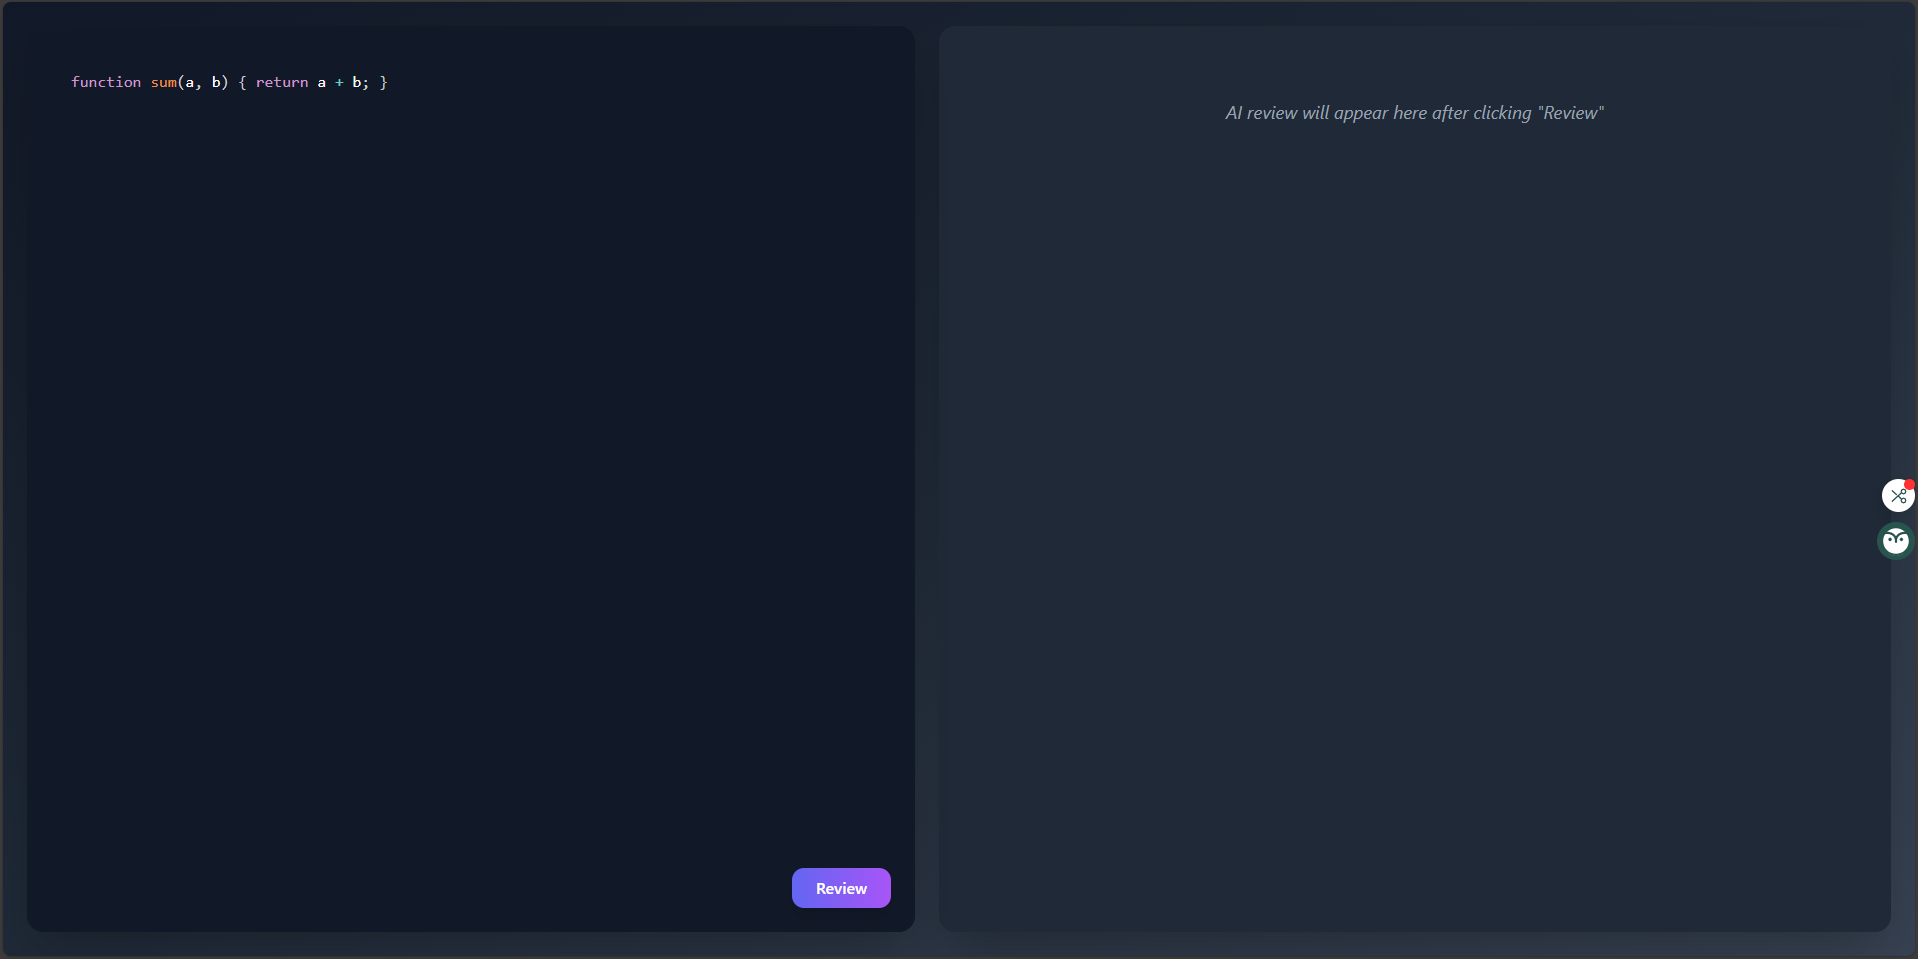 function sum(a, b) { return a + b; }
Review
AI review will appear here after clicking "Review"